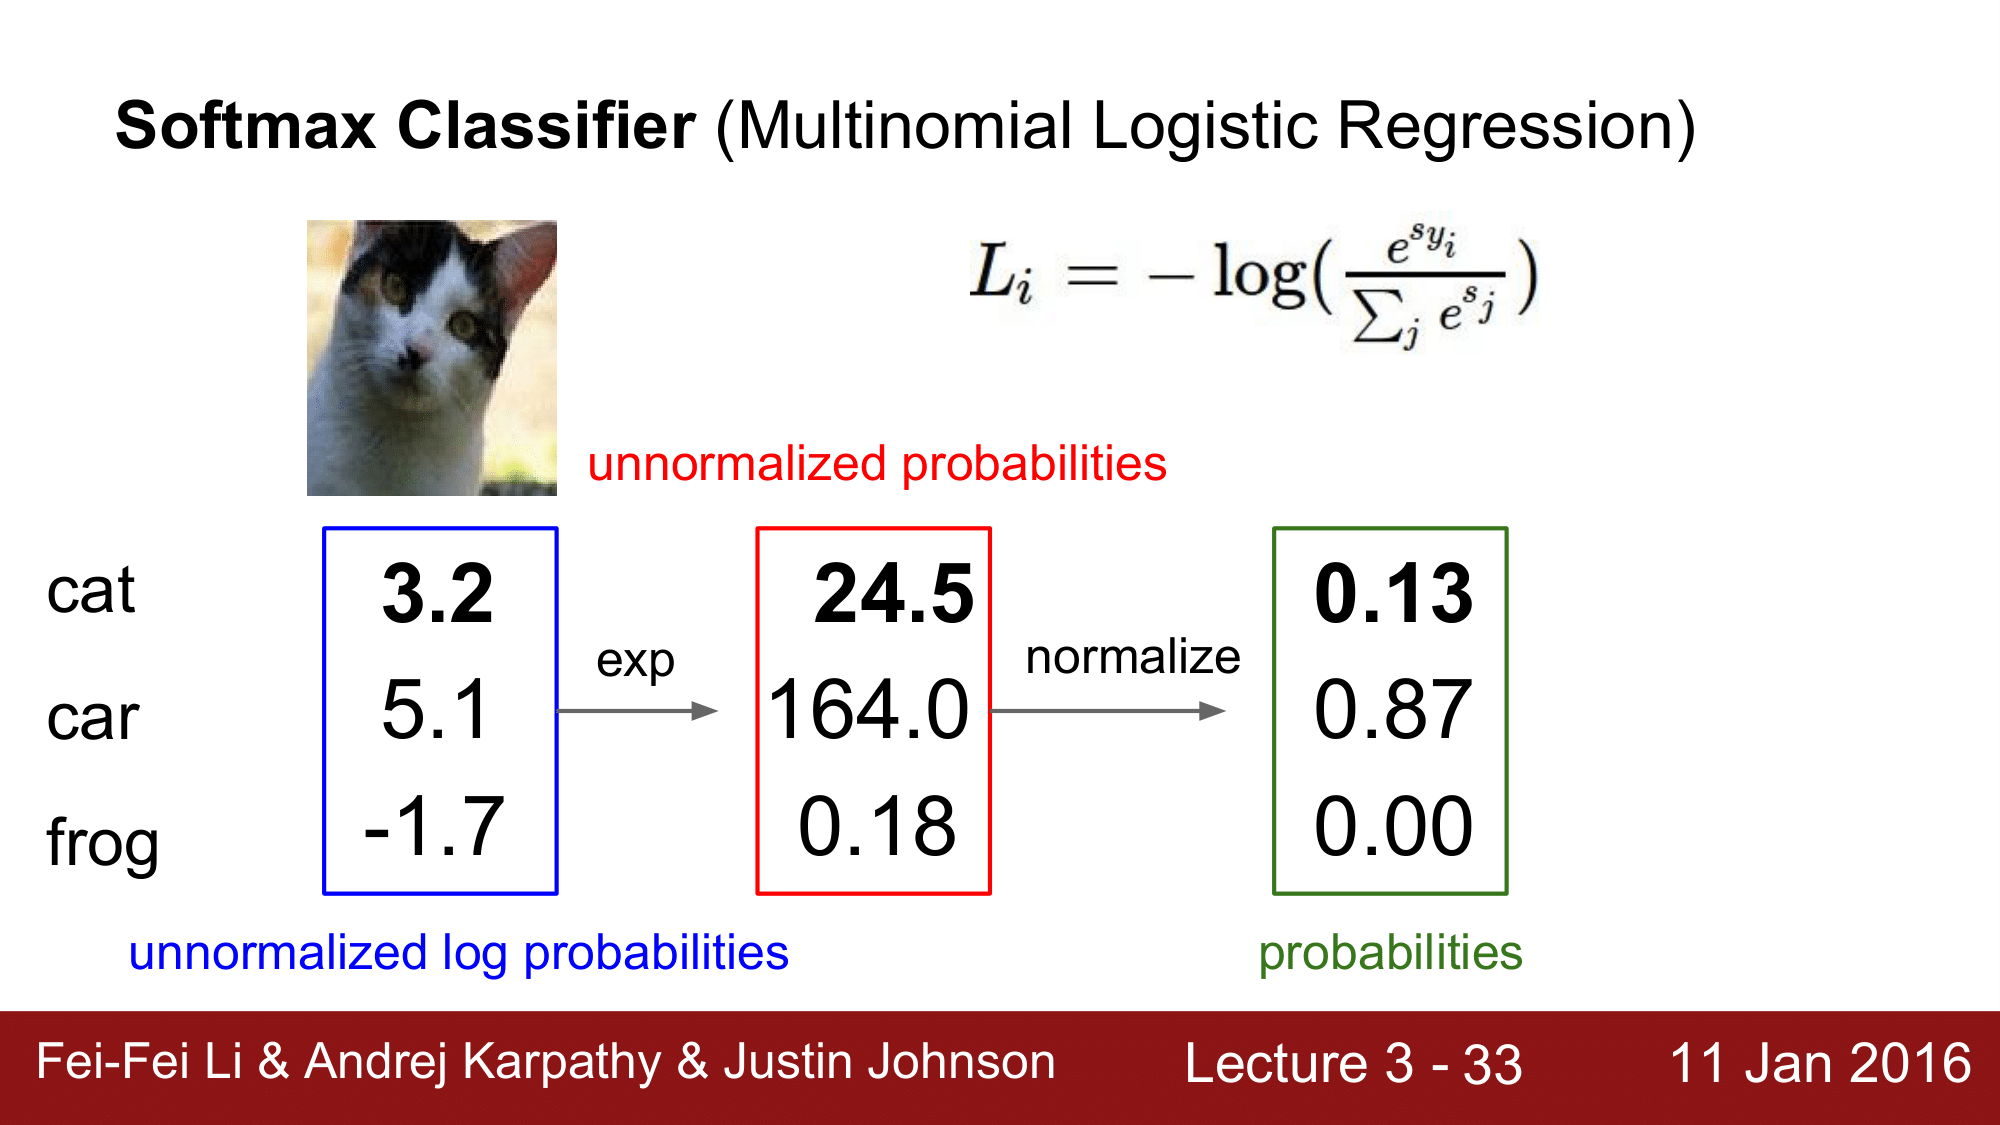 Softmax Classifier (Multinomial Logistic Regression)
L_i = -log(e^{s_{y_i}} / ∑_j e^{s_j})
unnormalized probabilities
cat 3.2 24.5 0.13
exp normalize
car 5.1 164.0 0.87
frog -1.7 0.18 0.00
unnormalized log probabilities probabilities
Fei-Fei Li & Andrej Karpathy & Justin Johnson Lecture 3 - 33 11 Jan 2016